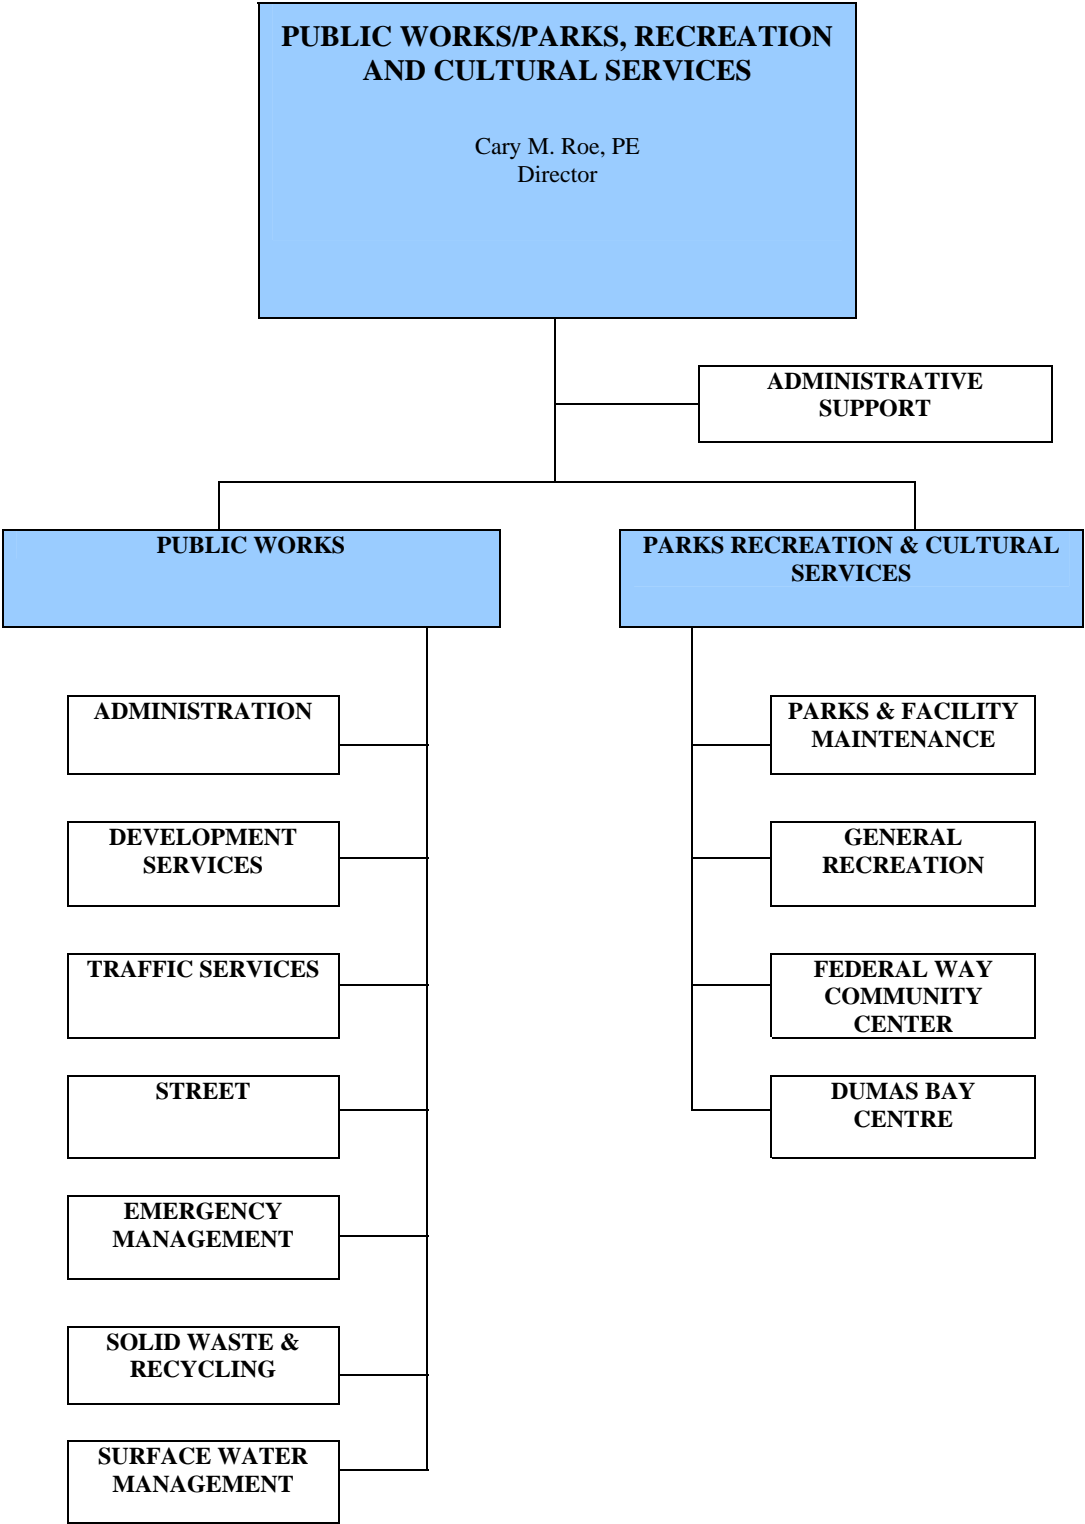 PUBLIC WORKS/PARKS, RECREATION
AND CULTURAL SERVICES
Cary M. Roe, PE
Director
ADMINISTRATIVE
SUPPORT
PUBLIC WORKS
PARKS RECREATION & CULTURAL
SERVICES
ADMINISTRATION
DEVELOPMENT
SERVICES
TRAFFIC SERVICES
STREET
EMERGENCY
MANAGEMENT
SOLID WASTE &
RECYCLING
SURFACE WATER
MANAGEMENT
PARKS & FACILITY
MAINTENANCE
GENERAL
RECREATION
FEDERAL WAY
COMMUNITY
CENTER
DUMAS BAY
CENTRE